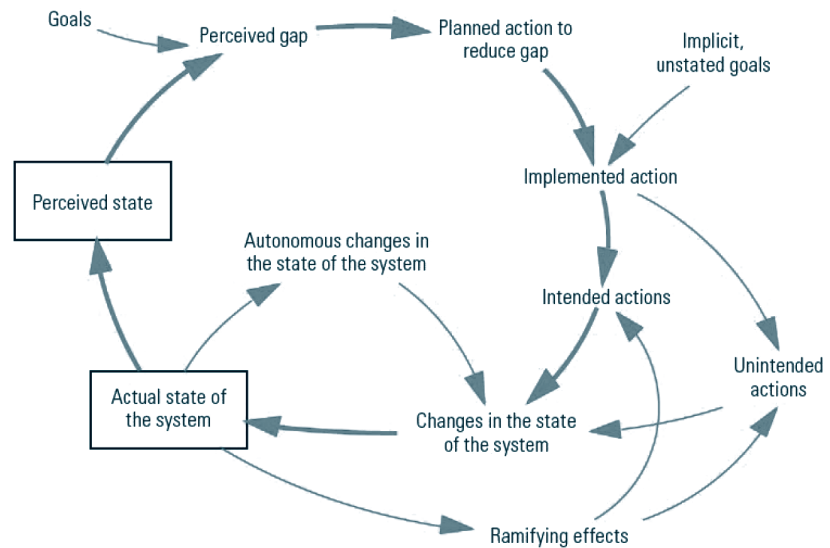 Goals
Perceived gap
Planned action to
reduce gap
Implicit,
unstated goals
Implemented action
Perceived state
Autonomous changes in
the state of the system
Intended actions
Unintended
actions
Actual state of
the system
Changes in the state
of the system
Ramifying effects